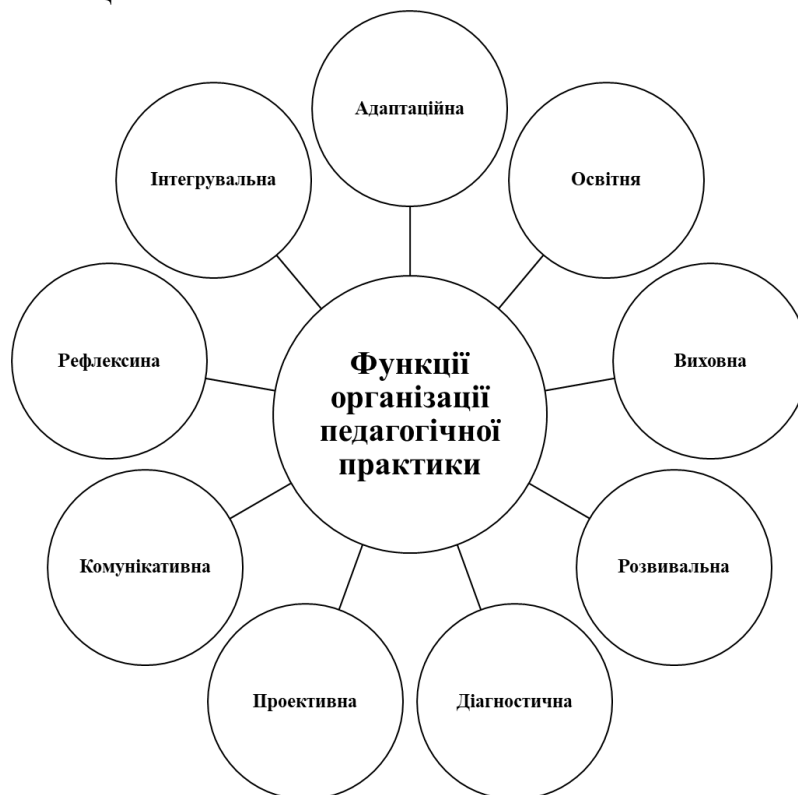 Адаптаційна
Освітня
Виховна
Розвивальна
Діагностична
Проективна
Комунікативна
Рефлексина
Інтегрувальна
Функції
організації
педагогічної
практики